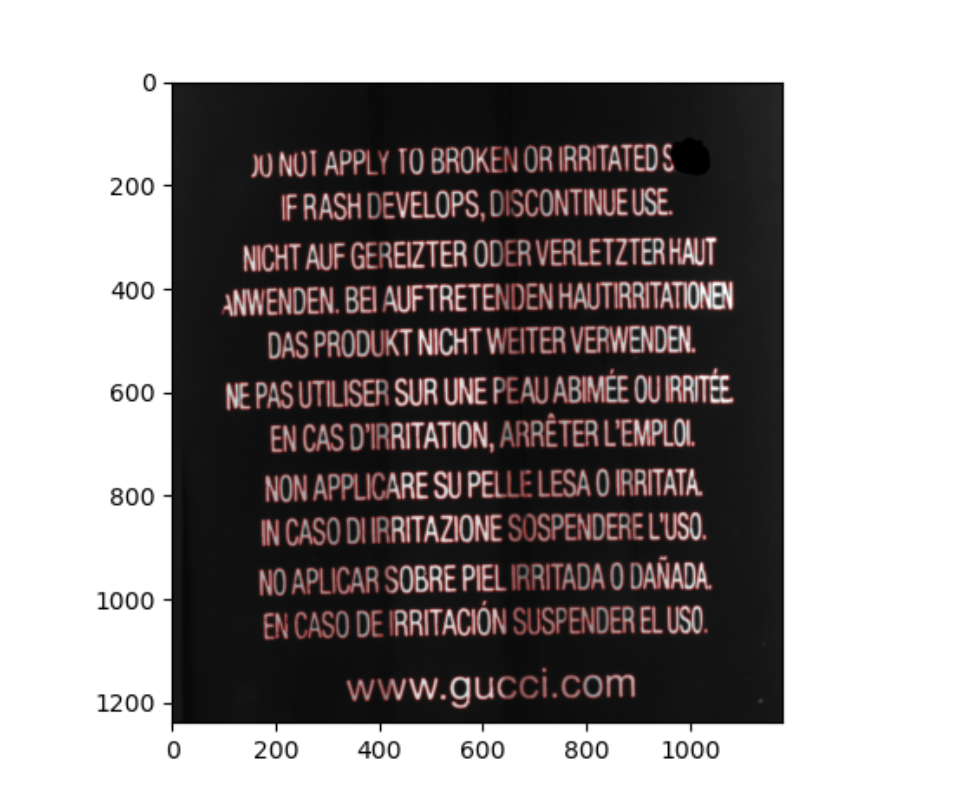 0
DO NOT APPLY TO BROKEN OR IRRITATED
200
IF RASH DEVELOPS, DISCONTINUE USE.
NICHT AUF GEREIZTER ODER VERLETZTER HAUT
400
ANWENDEN. BEI AUFTRETENDEN HAUTIRRITATIONEN
DAS PRODUKT NICHT WEITER VERWENDEN.
600
NE PAS UTILISER SUR UNE PEAU ABIMÉE OU IRRITÉE.
EN CAS D'IRRITATION, ARRÊTER L'EMPLOI.
NON APPLICARE SU PELLE LESA O IRRITATA.
800
IN CASO DI IRRITAZIONE SOSPENDERE L'USO.
NO APLICAR SOBRE PIEL IRRITADA O DAÑADA.
1000
EN CASO DE IRRITACIÓN SUSPENDER EL USO.
www.gucci.com
1200
0 200 400 600 800 1000